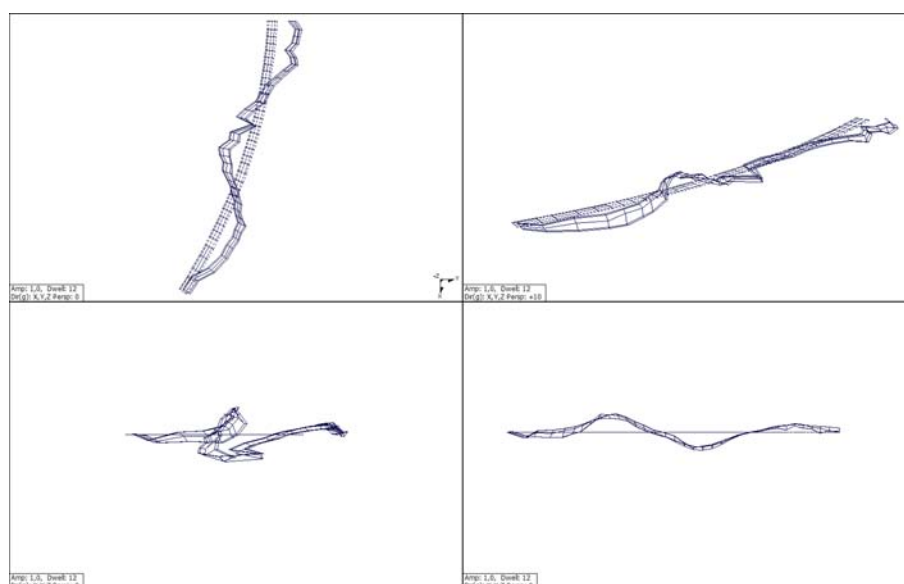 Amp: 1,0, Dwell: 12
Dir(g): X,Y,Z Persp: 0
Amp: 1,0, Dwell: 12
Dir(g): X,Y,Z Persp: +10
Amp: 1,0, Dwell: 12
Amp: 1,0, Dwell: 12